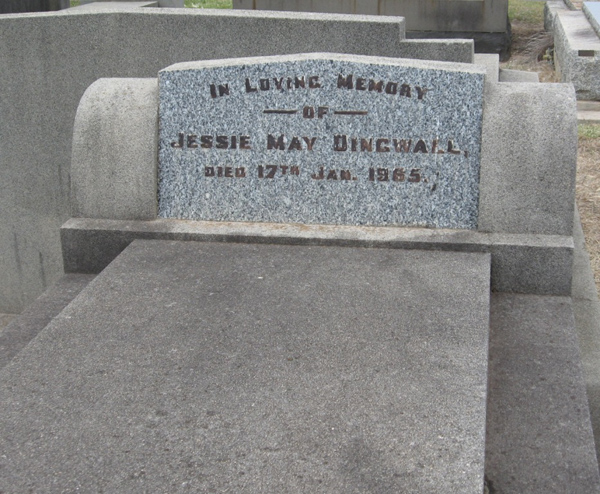 In Loving Memory
— OF —
Jessie May Dingwall,
Died 17TH Jan. 1965.